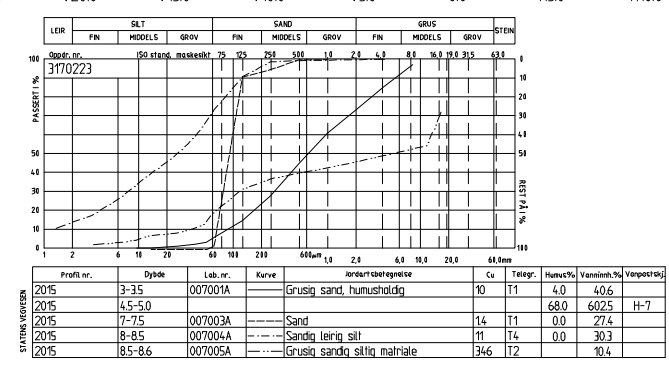 LEIR SILT SAND GRUS STEIN
FIN MIDDELS GROV FIN MIDDELS GROV FIN MIDDELS GROV
Oppdr. nr. ISO stand. maskesikt 75 125 250 500 1,0 2,0 4,0 8,0 16,0 19,0 31,5 63,0
3170223
100 0
90 10
80 20
70 30
60 40
50 50
40
30
20
10
0 100
PASSERT I %
REST PÅ I %
1 2 6 10 20 60 100 200 600µm 1,0 2,0 6,0 10,0 20,0 60,0mm
Profil nr. Dybde Lab. nr. Kurve Jordartsbetegnelse Cu Telegr. Humus% Vanninnh.% Vonpostskj.
2015 3-3.5 007001A Grusig sand, humusholdig 10 T1 4.0 40.6
2015 4.5-5.0 68.0 602.5 H-7
2015 7-7.5 007003A Sand 1.4 T1 0.0 27.4
2015 8-8.5 007004A Sandig leirig silt 11 T4 0.0 30.3
2015 8.5-8.6 007005A Grusig sandig siltig matriale 346 T2 10.4
STATENS VEGVESEN